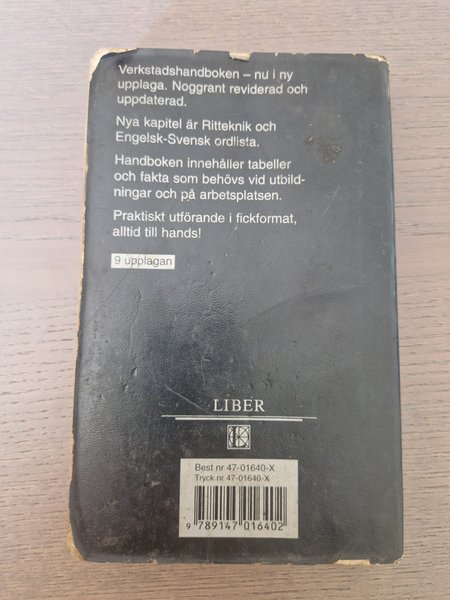 Verkstadshandboken – nu i ny
upplaga. Noggrant reviderad och
uppdaterad.
Nya kapitel är Ritteknik och
Engelsk-Svensk ordlista.
Handboken innehåller tabeller
och fakta som behövs vid utbild-
ningar och på arbetsplatsen.
Praktiskt utförande i fickformat,
alltid till hands!
9 upplagan
LIBER
Best nr 47-01640-X
Tryck nr 47-01640-X
9 789147 016402